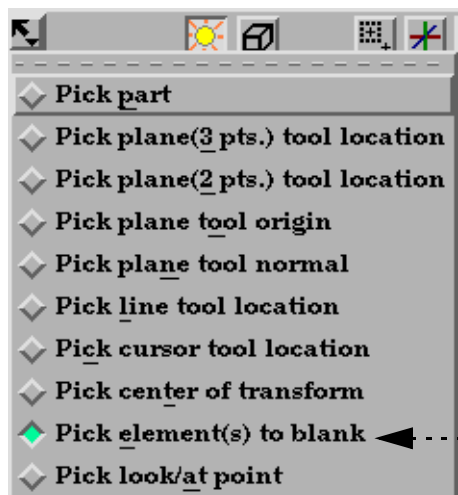 Pick part
Pick plane(3 pts.) tool location
Pick plane(2 pts.) tool location
Pick plane tool origin
Pick plane tool normal
Pick line tool location
Pick cursor tool location
Pick center of transform
Pick element(s) to blank
Pick look/at point